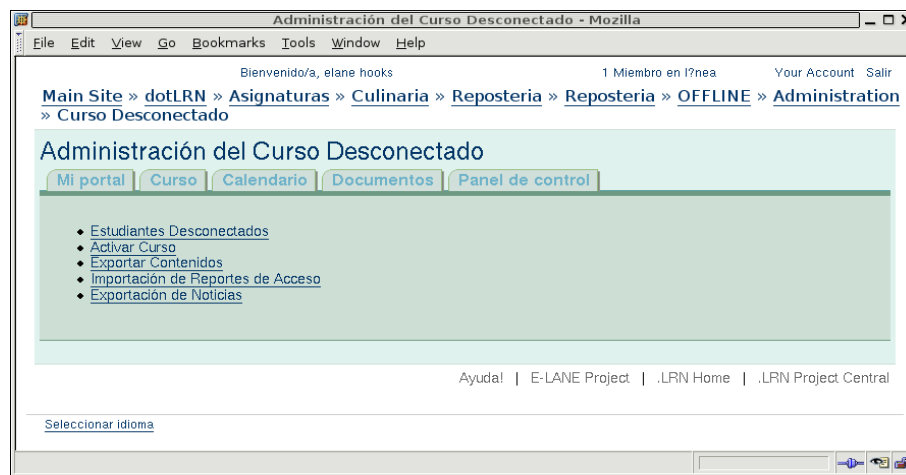 Administración del Curso Desconectado - Mozilla
File Edit View Go Bookmarks Tools Window Help
Bienvenido/a, elane hooks 1 Miembro en l?nea Your Account Salir
Main Site » dotLRN » Asignaturas » Culinaria » Reposteria » Reposteria » OFFLINE » Administration
» Curso Desconectado
Administración del Curso Desconectado
Mi portal Curso Calendario Documentos Panel de control
Estudiantes Desconectados
Activar Curso
Exportar Contenidos
Importación de Reportes de Acceso
Exportación de Noticias
Ayuda! | E-LANE Project | .LRN Home | .LRN Project Central
Seleccionar idioma